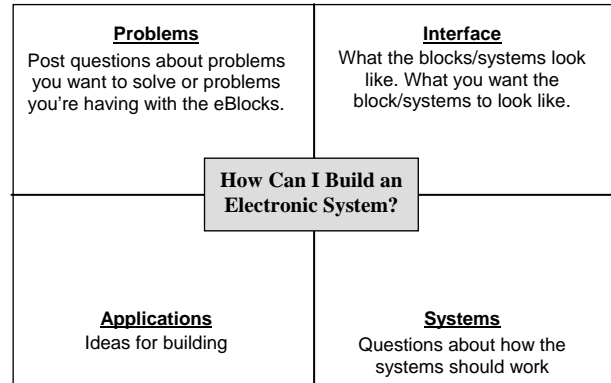 Problems
Post questions about problems
you want to solve or problems
you’re having with the eBlocks.
Interface
What the blocks/systems look
like. What you want the
block/systems to look like.
How Can I Build an
Electronic System?
Applications
Ideas for building
Systems
Questions about how the
systems should work